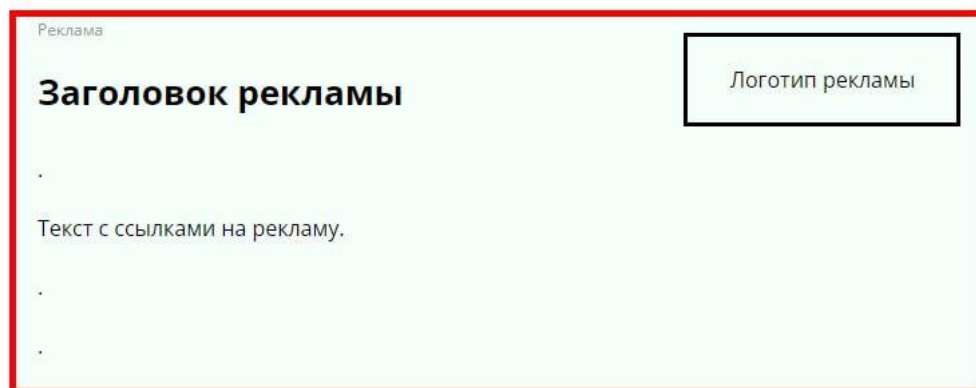 Реклама
Логотип рекламы
Заголовок рекламы
.
Текст с ссылками на рекламу.
.
.